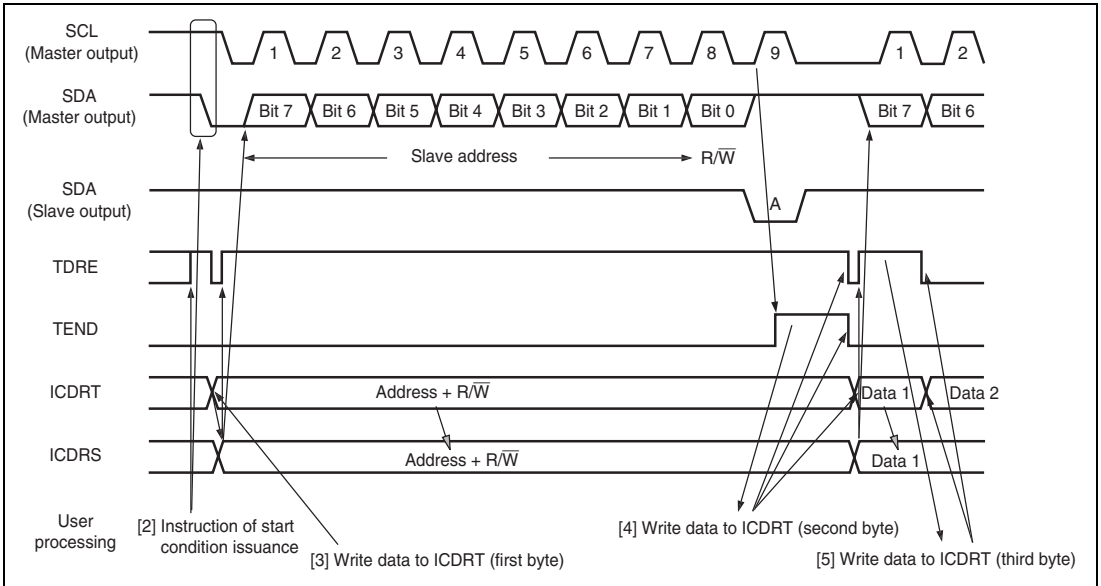 SCL
(Master output)
1 2 3 4 5 6 7 8 9 1 2
SDA
(Master output)
Bit 7 Bit 6 Bit 5 Bit 4 Bit 3 Bit 2 Bit 1 Bit 0 Bit 7 Bit 6
Slave address R/W̅
SDA
(Slave output)
A
TDRE
TEND
ICDRT
Address + R/W̅ Data 1 Data 2
ICDRS
Address + R/W̅ Data 1
User
processing
[2] Instruction of start
condition issuance
[3] Write data to ICDRT (first byte)
[4] Write data to ICDRT (second byte)
[5] Write data to ICDRT (third byte)